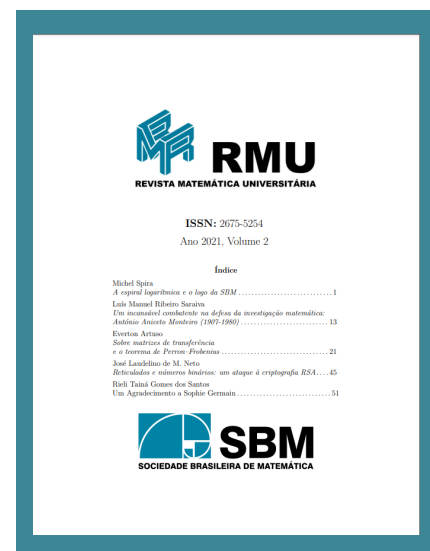 RMU
REVISTA MATEMÁTICA UNIVERSITÁRIA
ISSN: 2675-5254
Ano 2021, Volume 2
Índice
Michel Spira
A espiral logarítmica e o logo da SBM.............................1
Luis Manuel Ribeiro Saraiva
Um incansável combatente na defesa da investigação matemática:
António Aniceto Monteiro (1907-1980)...........................13
Everton Artuso
Sobre matrizes de transferência
e o teorema de Perron–Frobenius.................................21
José Laudelino de M. Neto
Reticulados e números binários: um ataque à criptografia RSA....45
Rieli Tainá Gomes dos Santos
Um Agradecimento a Sophie Germain.............................51
SBM
SOCIEDADE BRASILEIRA DE MATEMÁTICA